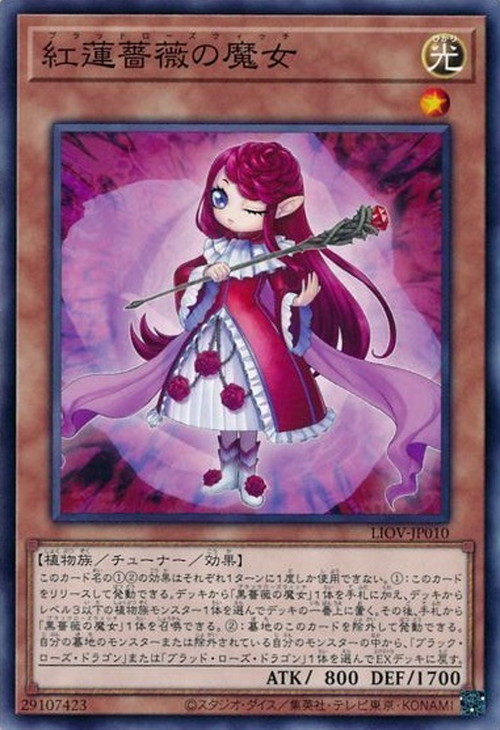 ブラッドローズウィッチ
紅蓮薔薇の魔女
ひかり
光
LIOV-JP010
【植物族／チューナー／効果】
このカード名の①②の効果はそれぞれ1ターンに1度しか使用できない。①：このカード
をリリースして発動できる。デッキから「黒薔薇の魔女」1体を手札に加え、デッキから
レベル3以下の植物族モンスター1体を選んでデッキの一番上に置く。その後、手札から
「黒薔薇の魔女」1体を召喚できる。②：墓地のこのカードを除外して発動できる。
自分の墓地のモンスターまたは除外されている自分のモンスターの中から、「ブラック・
ローズ・ドラゴン」または「ブラッド・ローズ・ドラゴン」1体を選んでEXデッキに戻す。
ATK/ 800 DEF/1700
29107423
©スタジオ・ダイス／集英社・テレビ東京・KONAMI